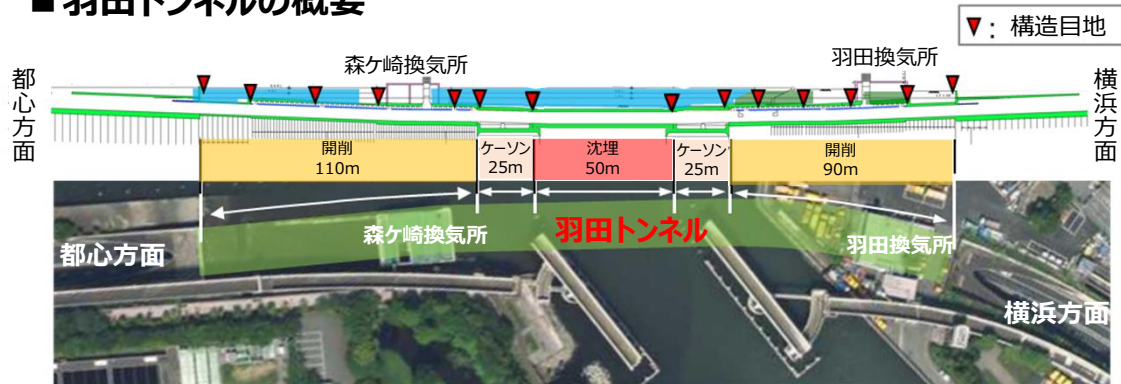 ■羽田トンネルの概要
▼：構造目地
都心方面
森ケ崎換気所
羽田換気所
横浜方面
開削
110m
ケーソン
25m
沈埋
50m
ケーソン
25m
開削
90m
都心方面
森ケ崎換気所
羽田トンネル
羽田換気所
横浜方面